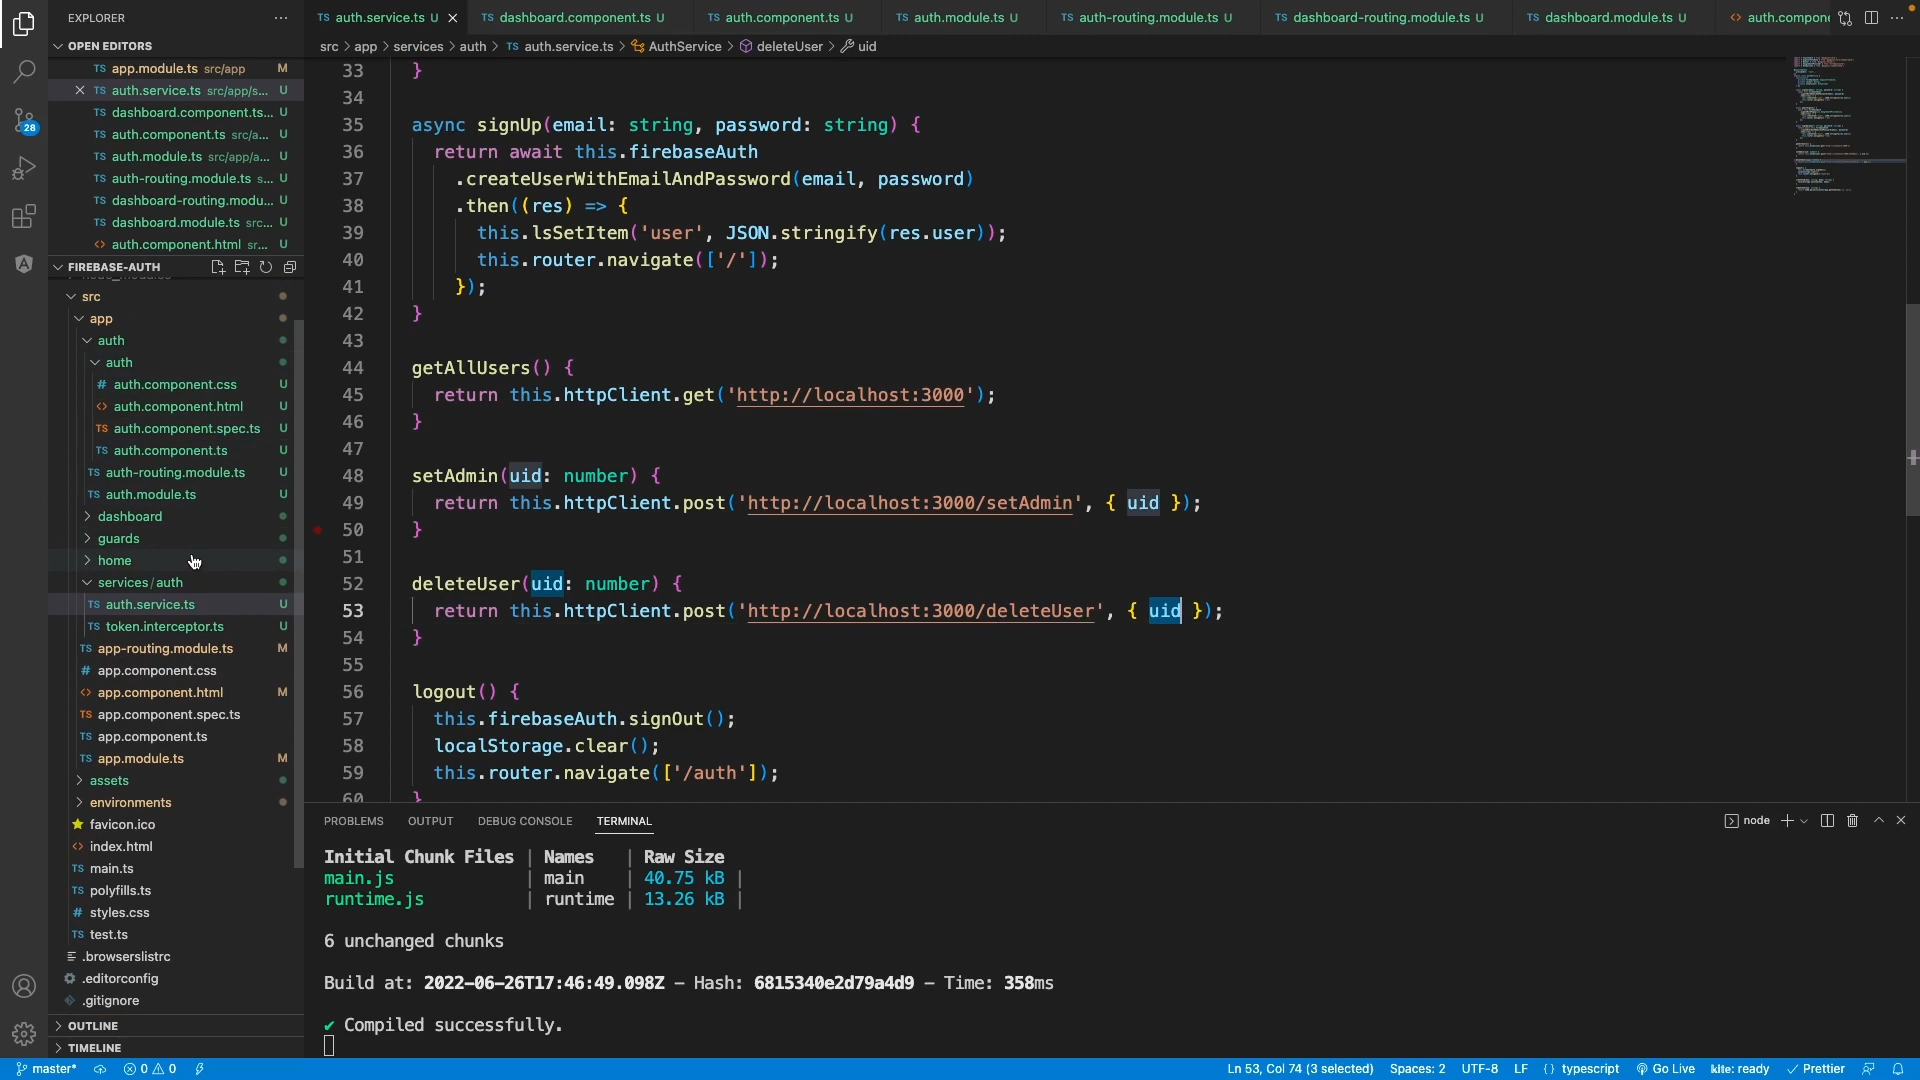 EXPLORER
auth.service.ts U
dashboard.component.ts U
auth.component.ts U
auth.module.ts U
auth-routing.module.ts U
dashboard-routing.module.ts U
dashboard.module.ts U
auth.compone
OPEN EDITORS
src > app > services > auth > TS auth.service.ts > AuthService > deleteUser > uid
TS app.module.ts src/app M
TS auth.service.ts src/app/s... U
TS dashboard.component.ts... U
TS auth.component.ts src/a... U
TS auth.module.ts src/app/a... U
TS auth-routing.module.ts s... U
TS dashboard-routing.modu... U
TS dashboard.module.ts src... U
auth.component.html sr... U
FIREBASE-AUTH
src
app
auth
auth
auth.component.css U
auth.component.html U
auth.component.spec.ts U
auth.component.ts U
auth-routing.module.ts U
auth.module.ts U
dashboard
guards
home
services/auth
auth.service.ts U
token.interceptor.ts U
app-routing.module.ts M
app.component.css
app.component.html M
app.component.spec.ts
app.component.ts
app.module.ts M
assets
environments
favicon.ico
index.html
main.ts
polyfills.ts
styles.css
test.ts
.browserslistrc
.editorconfig
.gitignore
OUTLINE
TIMELINE
28
33 }
34
35 async signUp(email: string, password: string) {
36 return await this.firebaseAuth
37 .createUserWithEmailAndPassword(email, password)
38 .then((res) => {
39 this.lsSetItem('user', JSON.stringify(res.user));
40 this.router.navigate(['/']);
41 });
42 }
43
44 getAllUsers() {
45 return this.httpClient.get('http://localhost:3000');
46 }
47
48 setAdmin(uid: number) {
49 return this.httpClient.post('http://localhost:3000/setAdmin', { uid });
50 }
51
52 deleteUser(uid: number) {
53 return this.httpClient.post('http://localhost:3000/deleteUser', { uid });
54 }
55
56 logout() {
57 this.firebaseAuth.signOut();
58 localStorage.clear();
59 this.router.navigate(['/auth']);
60 }
PROBLEMS OUTPUT DEBUG CONSOLE TERMINAL
node
Initial Chunk Files | Names | Raw Size
main.js | main | 40.75 kB |
runtime.js | runtime | 13.26 kB |
6 unchanged chunks
Build at: 2022-06-26T17:46:49.098Z - Hash: 6815340e2d79a4d9 - Time: 358ms
✔ Compiled successfully.
master* 0 0 Ln 53, Col 74 (3 selected) Spaces: 2 UTF-8 LF { } typescript Go Live kite: ready Prettier